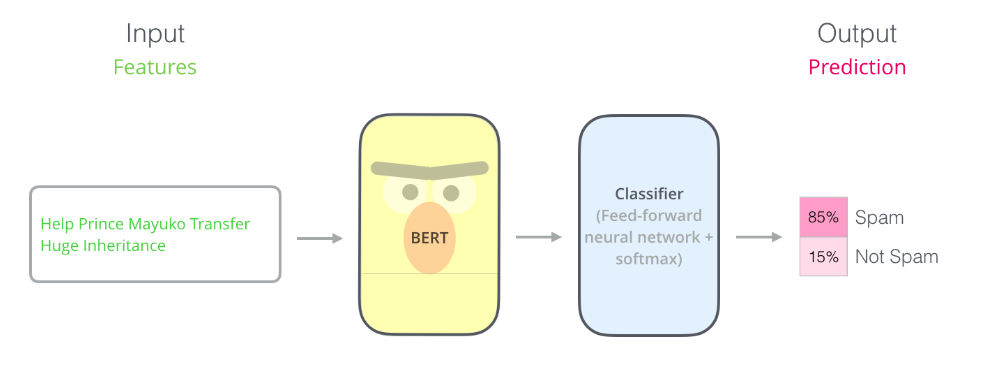 Input
Features
Output
Prediction
Help Prince Mayuko Transfer
Huge Inheritance
BERT
Classifier
(Feed-forward
neural network +
softmax)
85% Spam
15% Not Spam